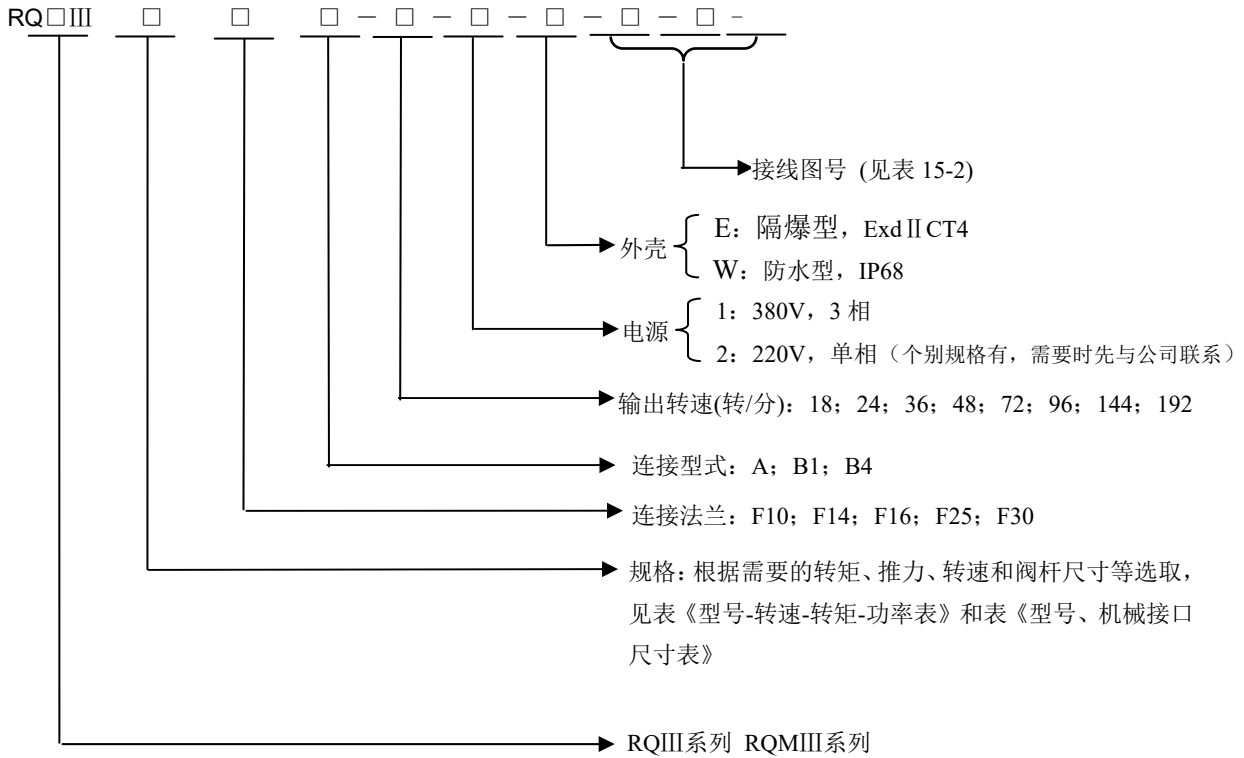 RQ□III □ □ □－□－□－□－□－□－
接线图号 (见表 15-2)
外壳
E：隔爆型，ExdⅡCT4
W：防水型，IP68
电源
1：380V，3 相
2：220V，单相（个别规格有，需要时先与公司联系）
输出转速(转/分)：18；24；36；48；72；96；144；192
连接型式：A；B1；B4
连接法兰：F10；F14；F16；F25；F30
规格：根据需要的转矩、推力、转速和阀杆尺寸等选取，
见表《型号-转速-转矩-功率表》和表《型号、机械接口
尺寸表》
RQⅢ系列 RQMⅢ系列